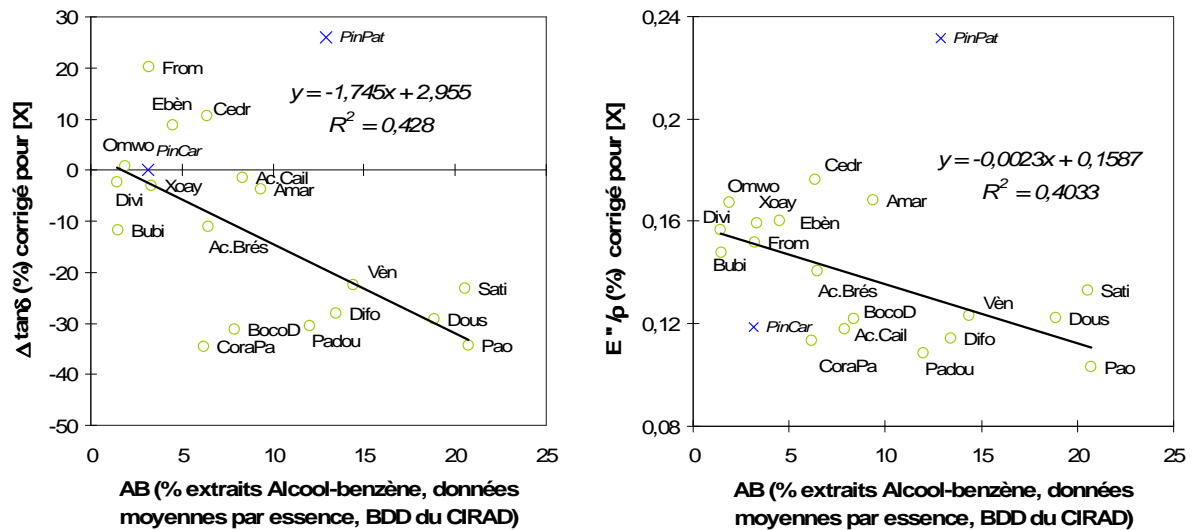 Δ tanδ (%) corrigé pour [X]
30
20
10
0
-10
-20
-30
-40
-50
PinPat
From
Ebèn
Cedr
y = -1,745x + 2,955
R² = 0,428
Omwo
PinCar
Xoay
Divi
Bubi
Ac.Cail
Amar
Ac.Brés
Vèn
Sati
Difo
Dous
BocoD
Padou
CoraPa
Pao
0 5 10 15 20 25
AB (% extraits Alcool-benzène, données
moyennes par essence, BDD du CIRAD)
E''/ρ (%) corrigé pour [X]
0,24
0,2
0,16
0,12
0,08
PinPat
y = -0,0023x + 0,1587
R² = 0,4033
Cedr
Omwo
Xoay
Amar
Divi
Ebèn
From
Bubi
Ac.Brés
Sati
BocoD
Vèn
Dous
PinCar
Ac.Cail
Difo
CoraPa
Padou
Pao
0 5 10 15 20 25
AB (% extraits Alcool-benzène, données
moyennes par essence, BDD du CIRAD)